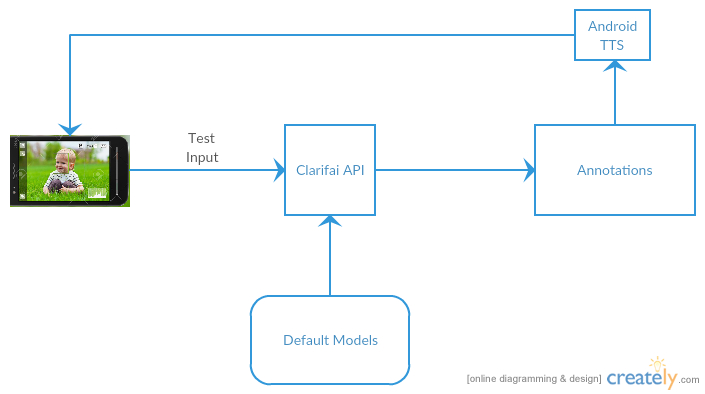 Android
TTS
Test
Input
Clarifai API
Annotations
Default Models
[online diagramming & design] creately.com